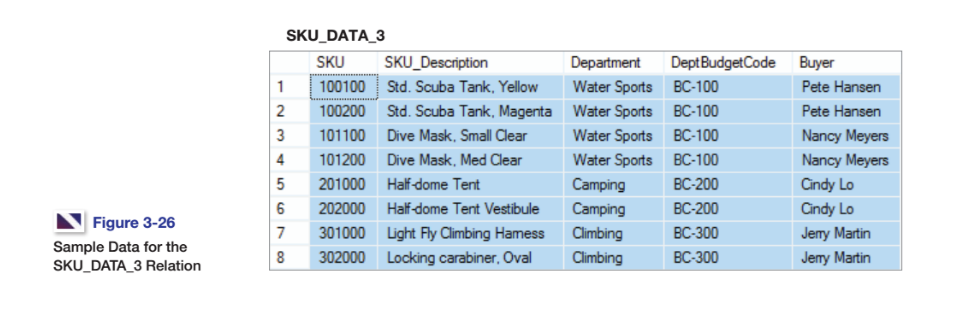 SKU_DATA_3
SKU SKU_Description Department DeptBudgetCode Buyer
1 100100 Std. Scuba Tank, Yellow Water Sports BC-100 Pete Hansen
2 100200 Std. Scuba Tank, Magenta Water Sports BC-100 Pete Hansen
3 101100 Dive Mask, Small Clear Water Sports BC-100 Nancy Meyers
4 101200 Dive Mask, Med Clear Water Sports BC-100 Nancy Meyers
5 201000 Half-dome Tent Camping BC-200 Cindy Lo
6 202000 Half-dome Tent Vestibule Camping BC-200 Cindy Lo
7 301000 Light Fly Climbing Harness Climbing BC-300 Jerry Martin
8 302000 Locking carabiner, Oval Climbing BC-300 Jerry Martin
Figure 3-26
Sample Data for the
SKU_DATA_3 Relation